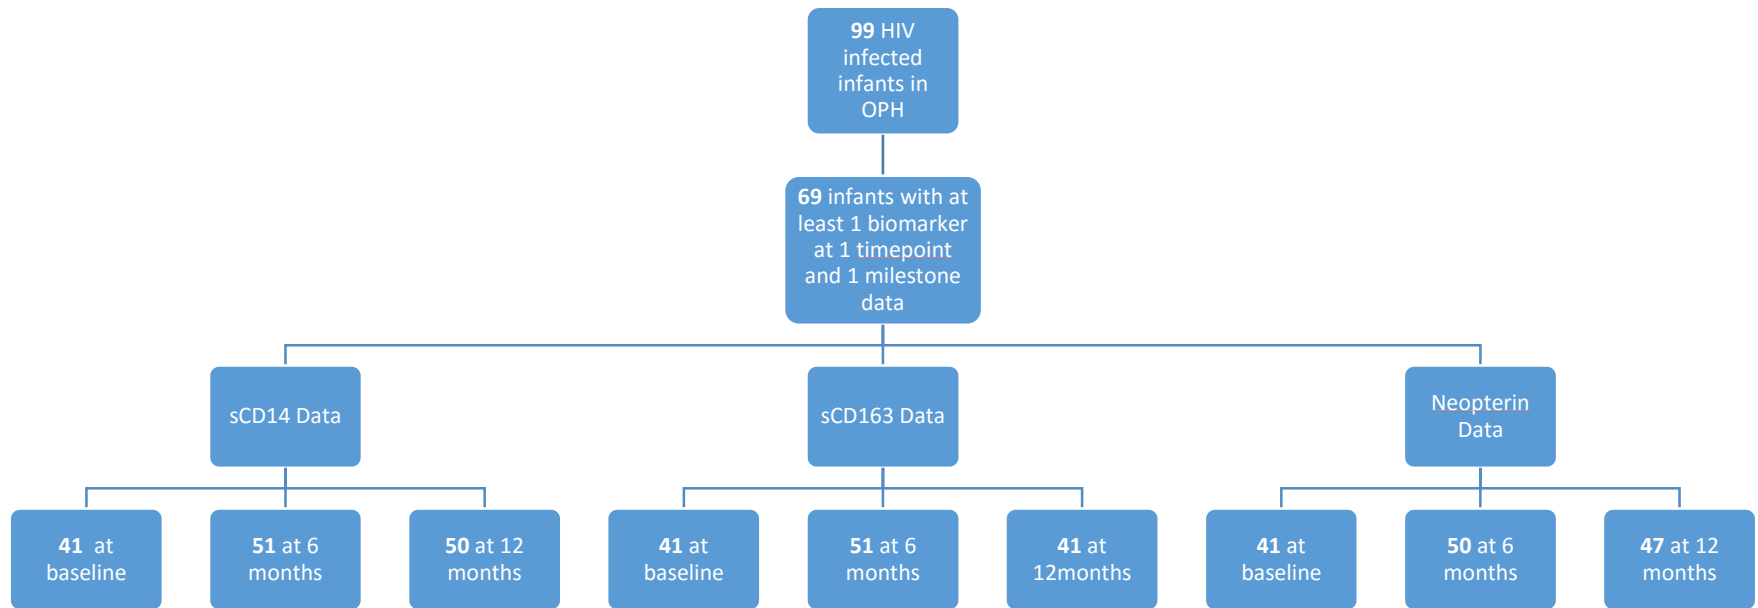 99 HIV
infected
infants in
OPH
69 infants with at
least 1 biomarker
at 1 timepoint
and 1 milestone
data
sCD14 Data
sCD163 Data
Neopterin
Data
41 at
baseline
51 at 6
months
50 at 12
months
41 at
baseline
51 at 6
months
41 at
12months
41 at
baseline
50 at 6
months
47 at 12
months